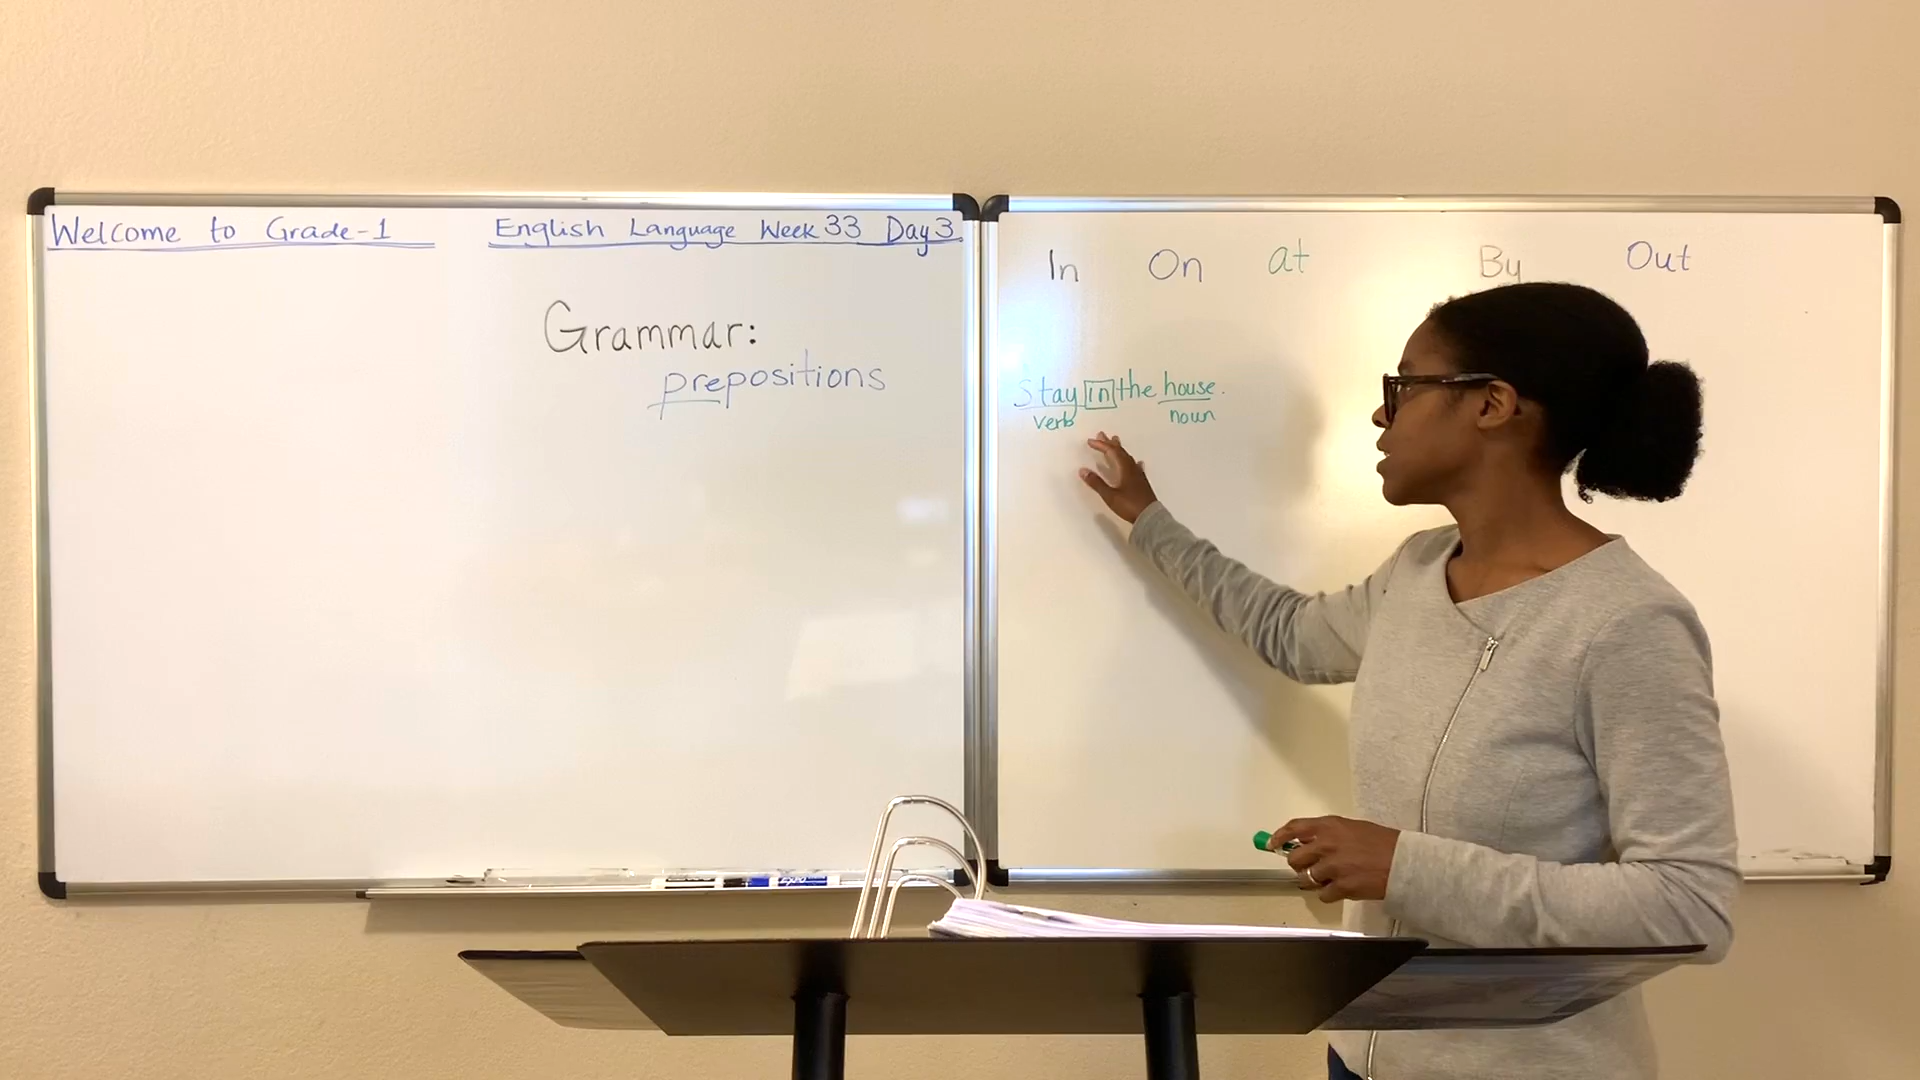 Welcome to Grade-1
English Language Week 33 Day 3
Grammar:
prepositions
In On at By Out
Stay in the house.
verb noun